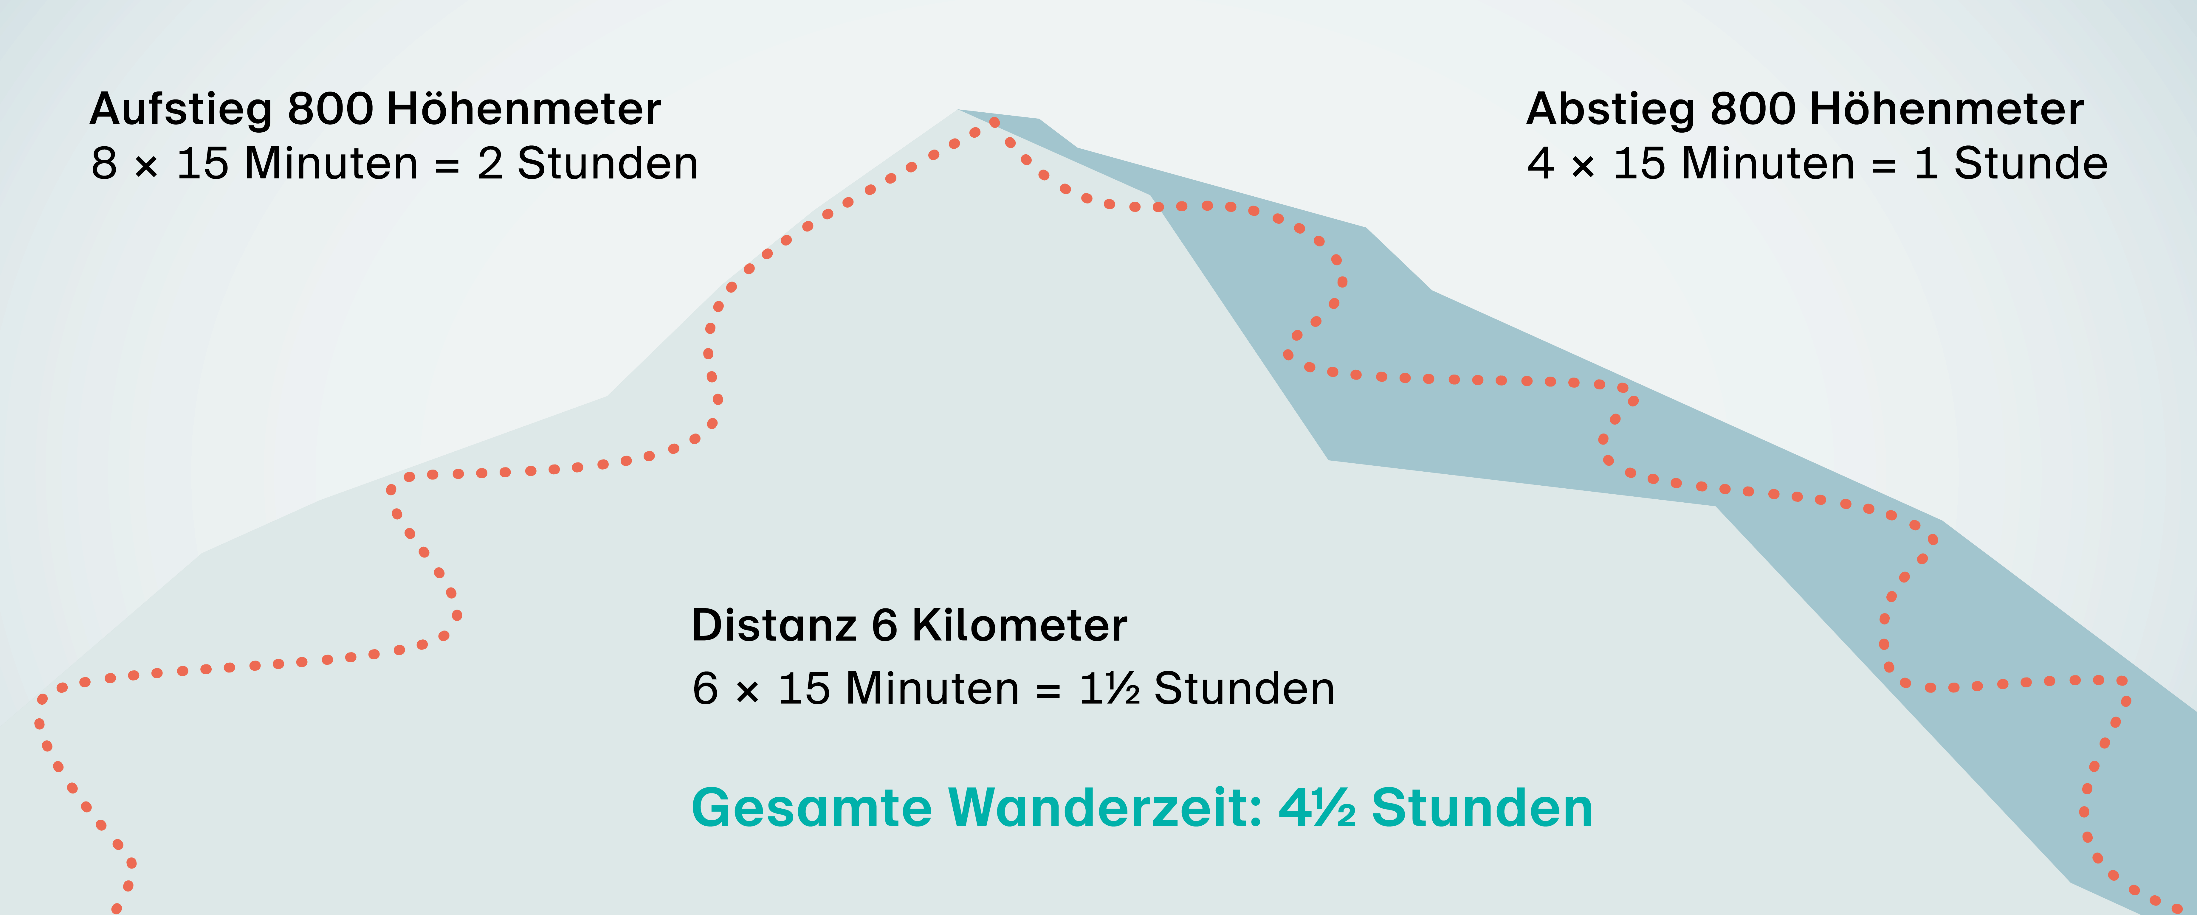 Aufstieg 800 Höhenmeter
8 × 15 Minuten = 2 Stunden
Abstieg 800 Höhenmeter
4 × 15 Minuten = 1 Stunde
Distanz 6 Kilometer
6 × 15 Minuten = 1½ Stunden
Gesamte Wanderzeit: 4½ Stunden